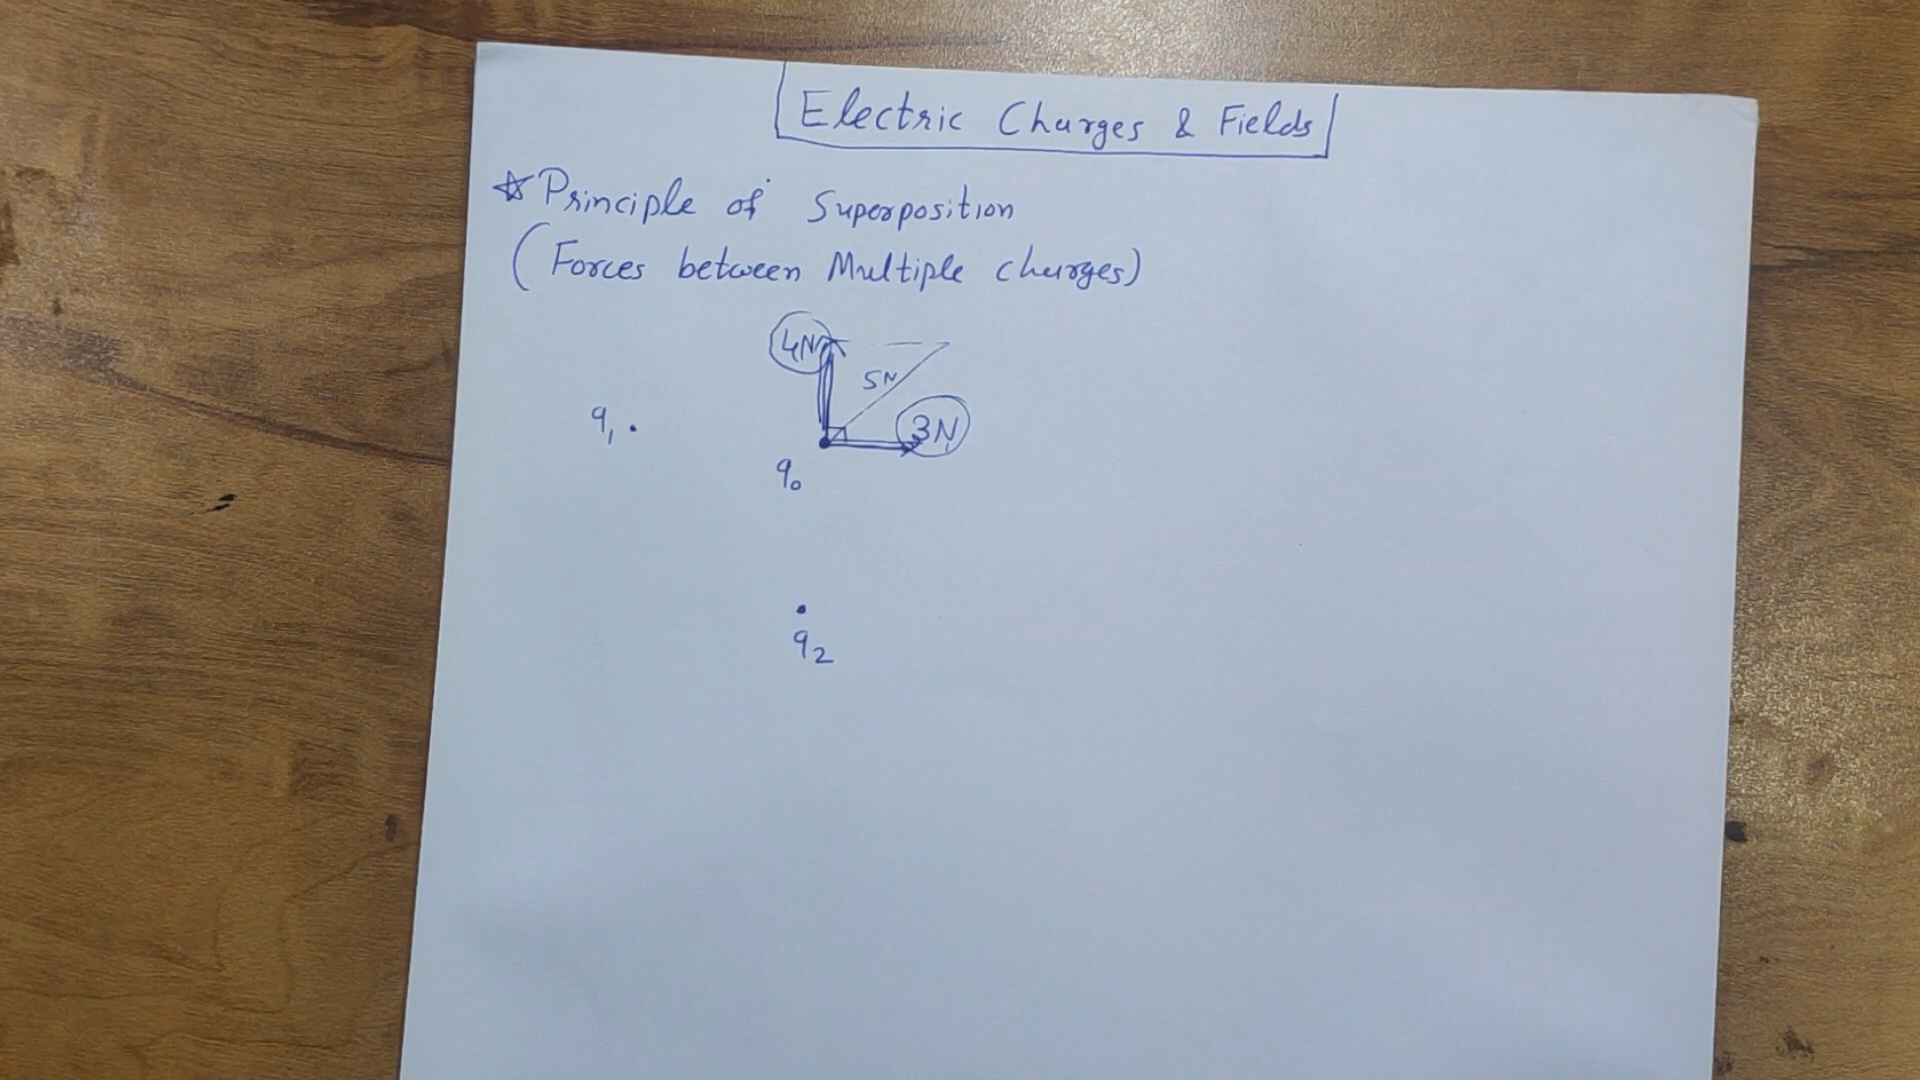 Electric Charges & Fields
☆ Principle of Superposition
(Forces between Multiple charges)
4N
5N
q₁ .
3N
q₀
q₂